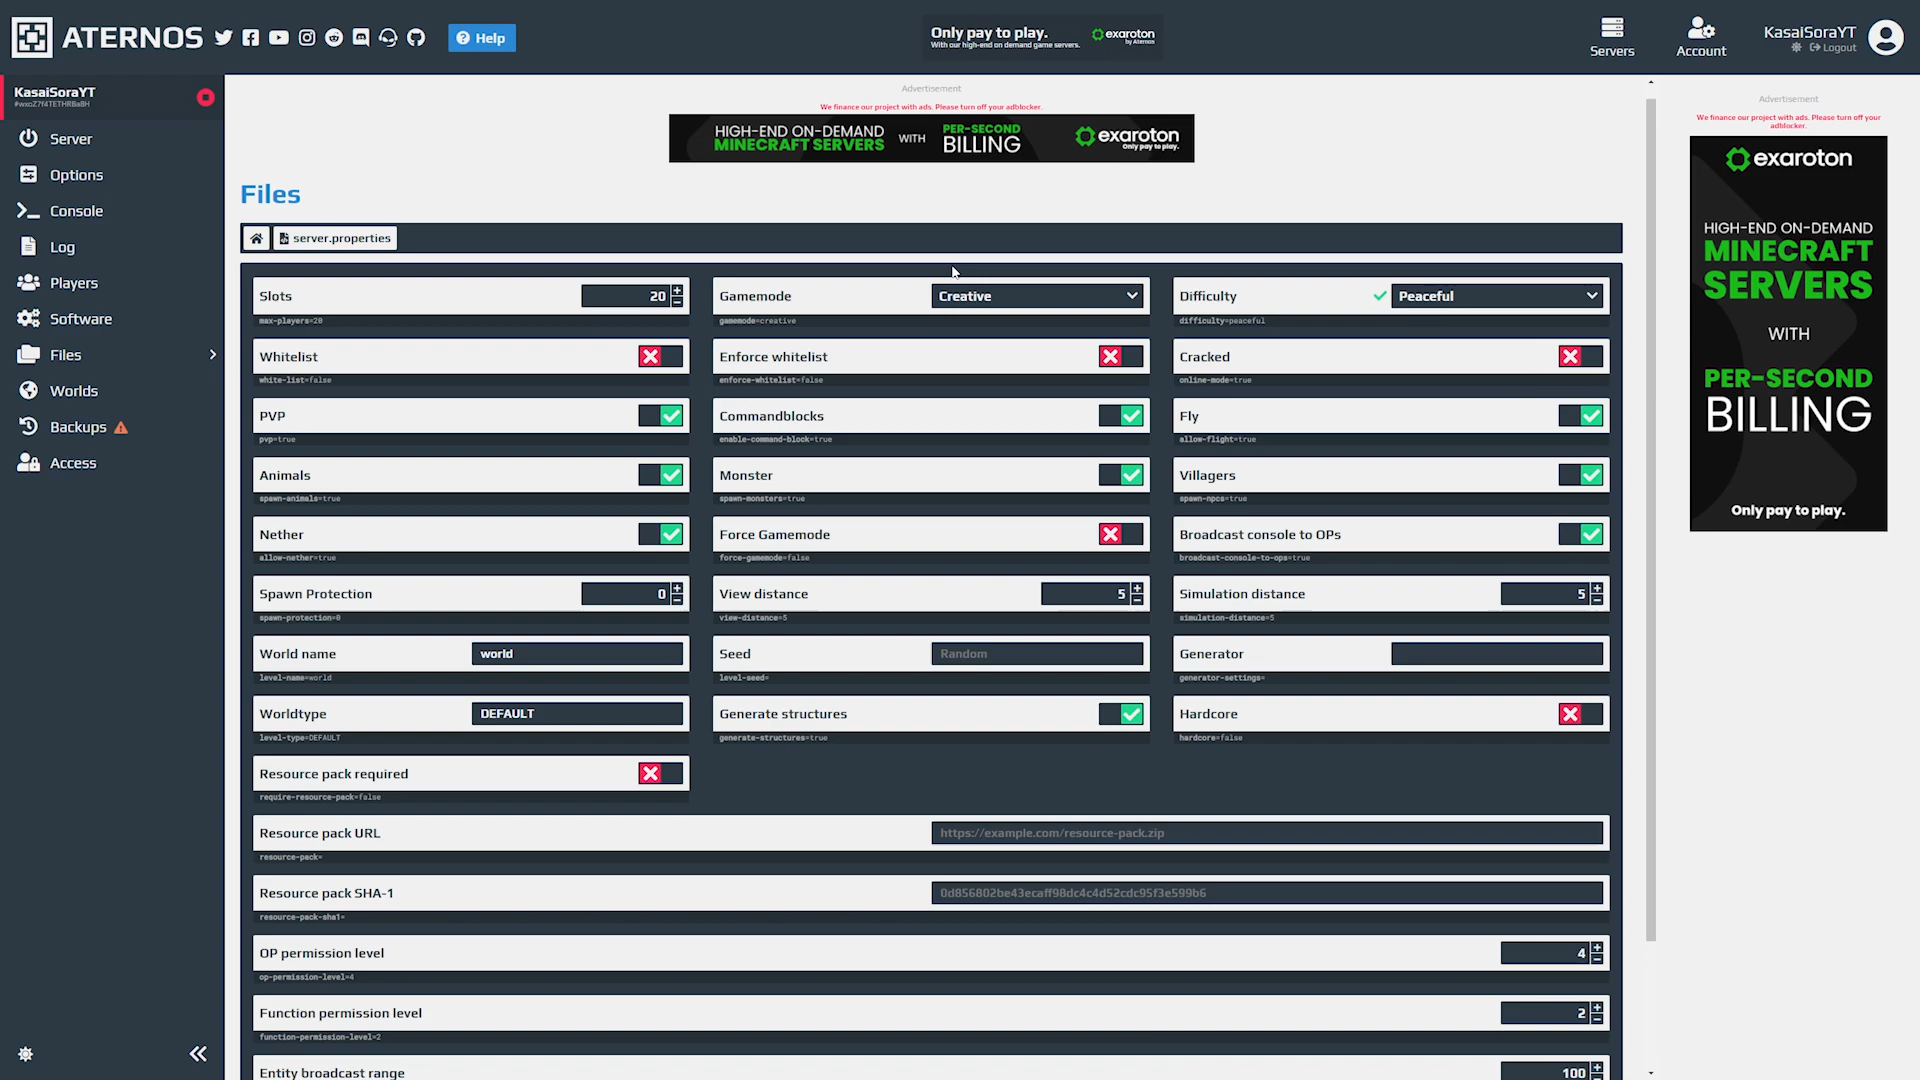 ATERNOS
Help
Only pay to play.
With our high-end on demand game servers.
exaroton
by Aternos
Servers
Account
KasaiSoraYT
Logout
KasaiSoraYT
Server
Options
Console
Log
Players
Software
Files
Worlds
Backups
Access
Advertisement
We finance our project with ads. Please turn off your adblocker.
HIGH-END ON-DEMAND
MINECRAFT SERVERS
WITH
PER-SECOND
BILLING
exaroton
Only pay to play.
Files
server.properties
Slots 20
max-players=20
Gamemode Creative
gamemode=creative
Difficulty Peaceful
difficulty=peaceful
Whitelist
white-list=false
Enforce whitelist
enforce-whitelist=false
Cracked
online-mode=true
PVP
pvp=true
Commandblocks
enable-command-block=true
Fly
allow-flight=true
Animals
spawn-animals=true
Monster
spawn-monsters=true
Villagers
spawn-npcs=true
Nether
allow-nether=true
Force Gamemode
force-gamemode=false
Broadcast console to OPs
broadcast-console-to-ops=true
Spawn Protection 0
spawn-protection=0
View distance 5
view-distance=5
Simulation distance 5
simulation-distance=5
World name world
level-name=world
Seed Random
level-seed=
Generator
generator-settings=
Worldtype DEFAULT
level-type=DEFAULT
Generate structures
generate-structures=true
Hardcore
hardcore=false
Resource pack required
require-resource-pack=false
Resource pack URL https://example.com/resource-pack.zip
resource-pack=
Resource pack SHA-1 0d856802be43ecaff98dc4c4d52cdc95f3e599b6
resource-pack-sha1=
OP permission level 4
op-permission-level=4
Function permission level 2
function-permission-level=2
Entity broadcast range 100
Advertisement
We finance our project with ads. Please turn off your
adblocker.
exaroton
HIGH-END ON-DEMAND
MINECRAFT
SERVERS
WITH
PER-SECOND
BILLING
Only pay to play.